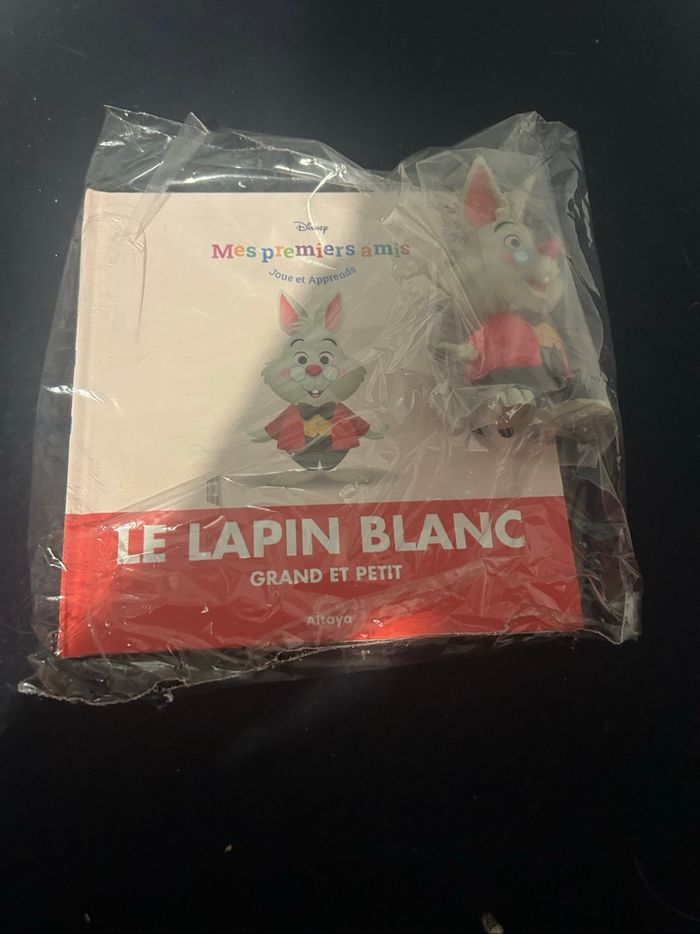 Disney
Mes premiers amis
Joue et Apprends
LE LAPIN BLANC
GRAND ET PETIT
Altaya